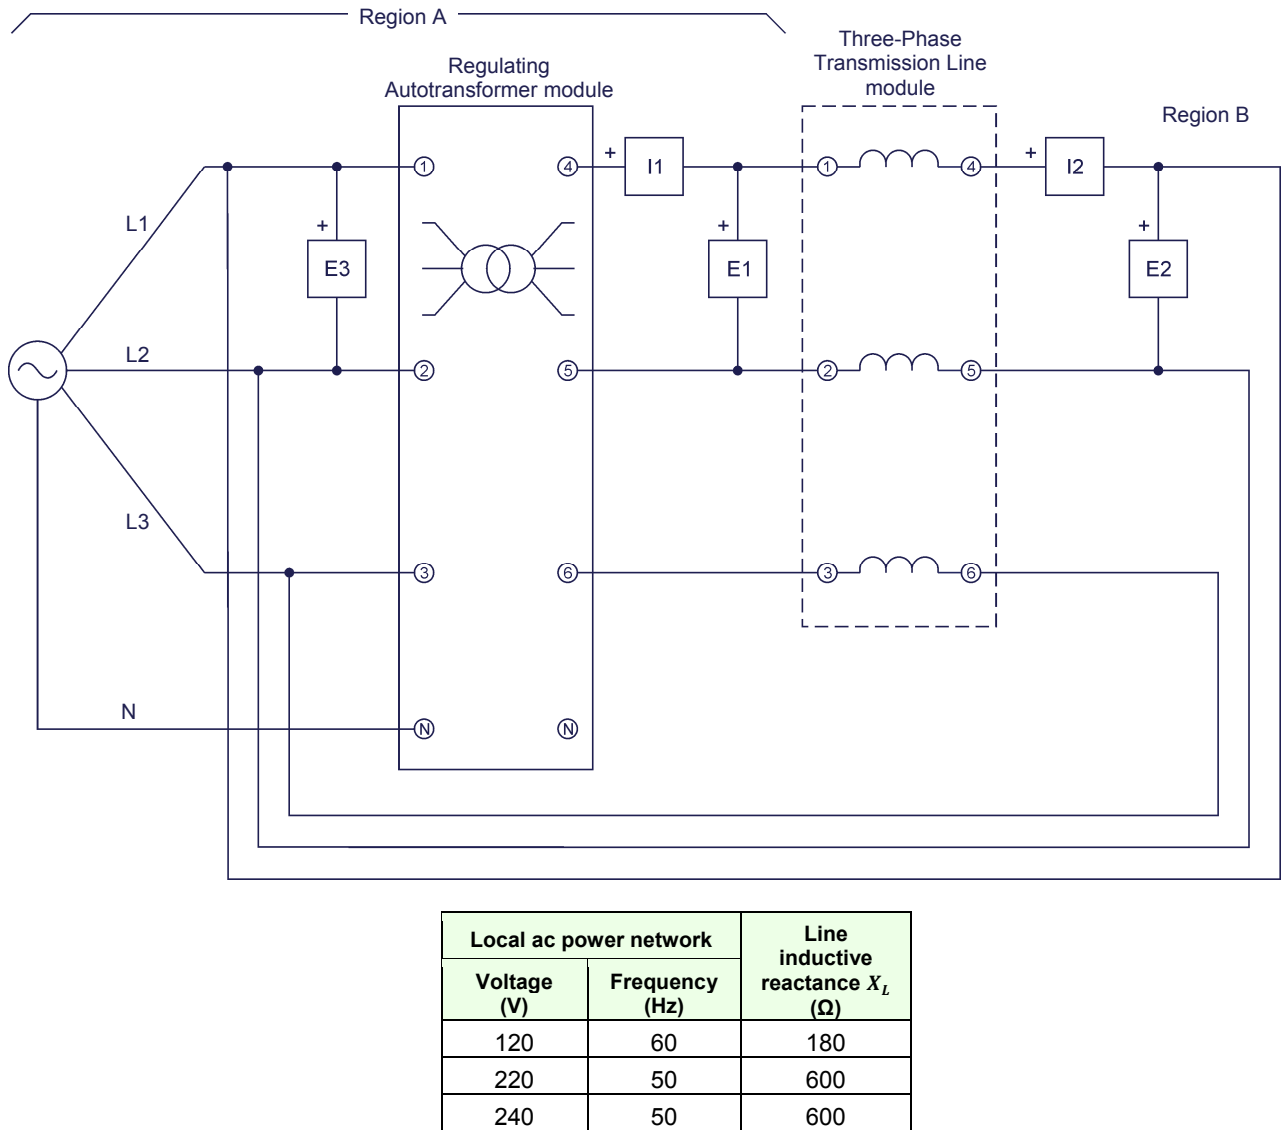 Region A
Three-Phase
Transmission Line
module
Regulating
Autotransformer module
Region B
1
4
+
I1
1
4
+
I2
L1
+
E3
+
E1
+
E2
L2
2
5
2
5
L3
3
6
3
6
N
N
N
Local ac power network
Line
inductive
reactance X_L
(Ω)
Voltage
(V)
Frequency
(Hz)
120 60 180
220 50 600
240 50 600